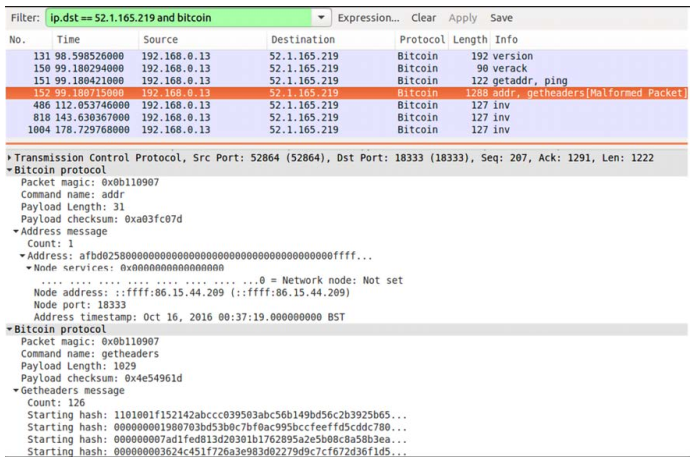 Filter: ip.dst == 52.1.165.219 and bitcoin Expression... Clear Apply Save
No. Time Source Destination Protocol Length Info
131 98.598526000 192.168.0.13 52.1.165.219 Bitcoin 192 version
150 99.180294000 192.168.0.13 52.1.165.219 Bitcoin 90 verack
151 99.180421000 192.168.0.13 52.1.165.219 Bitcoin 122 getaddr, ping
152 99.180715000 192.168.0.13 52.1.165.219 Bitcoin 1288 addr, getheaders[Malformed Packet]
486 112.053746000 192.168.0.13 52.1.165.219 Bitcoin 127 inv
818 143.630367000 192.168.0.13 52.1.165.219 Bitcoin 127 inv
1004 178.729768000 192.168.0.13 52.1.165.219 Bitcoin 127 inv
Transmission Control Protocol, Src Port: 52864 (52864), Dst Port: 18333 (18333), Seq: 207, Ack: 1291, Len: 1222
Bitcoin protocol
Packet magic: 0x0b110907
Command name: addr
Payload Length: 31
Payload checksum: 0xa03fc07d
Address message
Count: 1
Address: afbd02580000000000000000000000000000000000ffff...
Node services: 0x0000000000000000
.... .... .... .... .... .... .... ...0 = Network node: Not set
Node address: ::ffff:86.15.44.209 (::ffff:86.15.44.209)
Node port: 18333
Address timestamp: Oct 16, 2016 00:37:19.000000000 BST
Bitcoin protocol
Packet magic: 0x0b110907
Command name: getheaders
Payload Length: 1029
Payload checksum: 0x4e54961d
Getheaders message
Count: 126
Starting hash: 1101001f152142abccc039503abc56b149bd56c2b3925b65...
Starting hash: 000000001980703bd53b0c7bf0ac995bccfeeffd5cddc780...
Starting hash: 000000007ad1fed813d20301b1762895a2e5b08c8a58b3ea...
Starting hash: 000000003624c451f726a3e983d02279d9c7cf672d36f1d5...